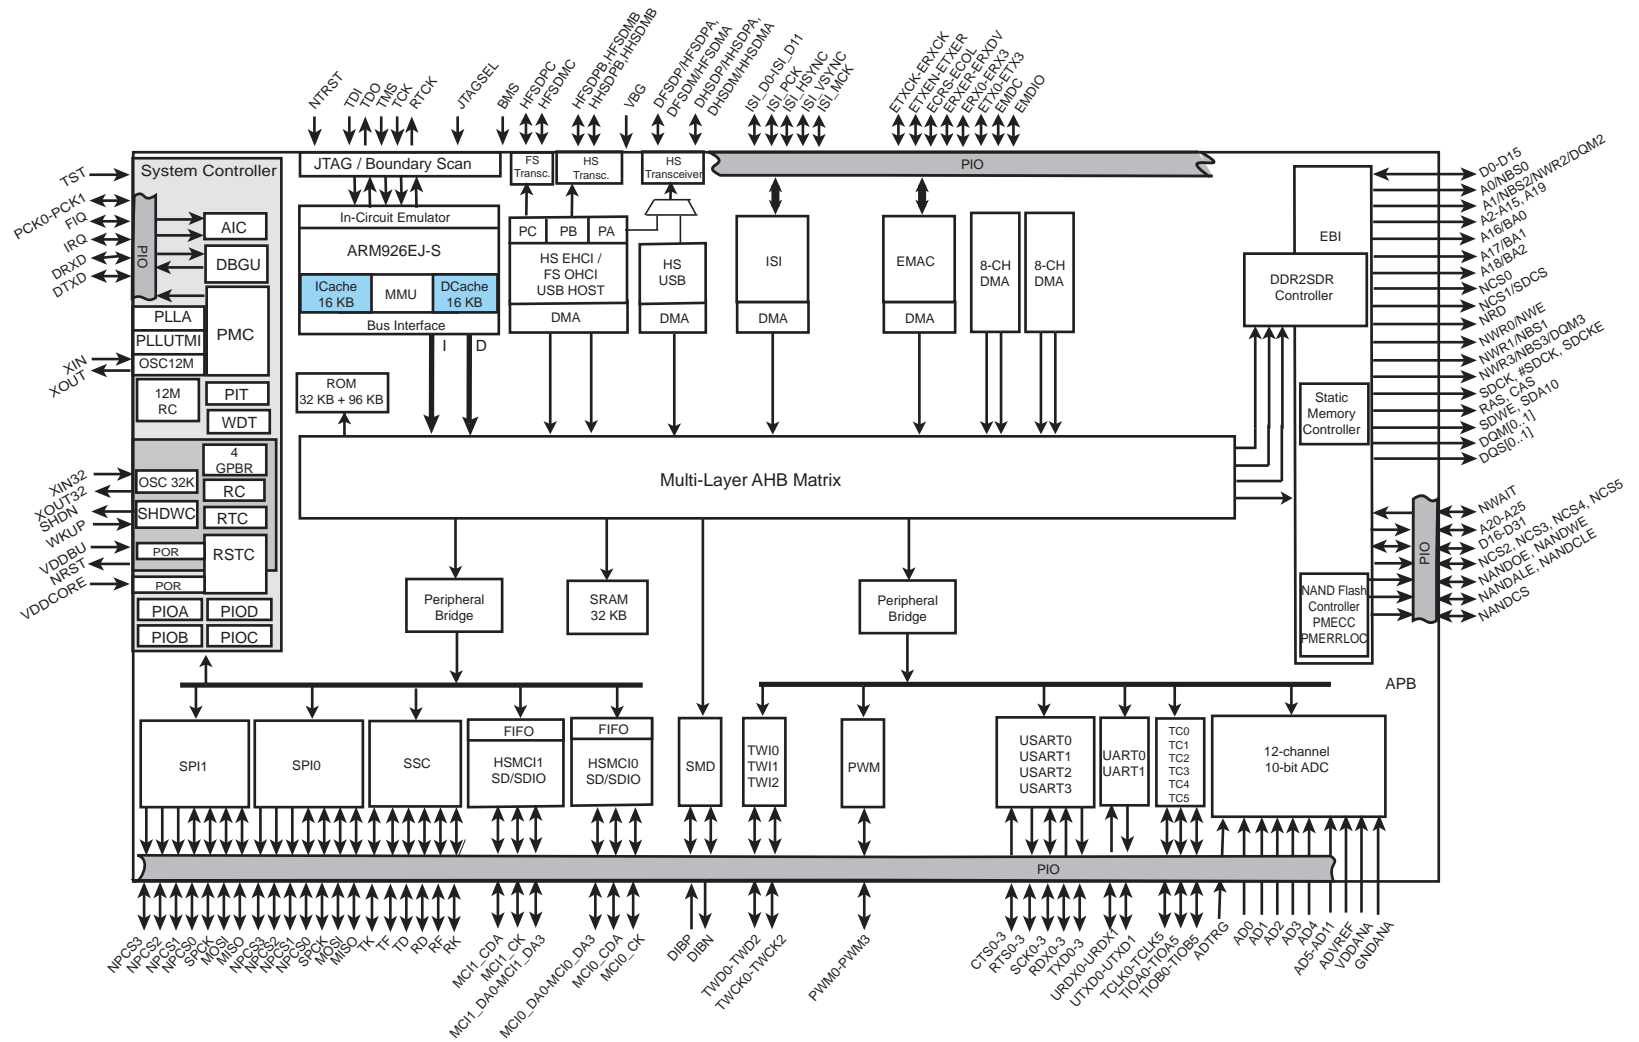 NTRST
TDI
TDO
TMS
TCK
RTCK
JTAGSEL
BMS
HFSDPC
HFSDMC
HFSDPB,HFSDMB
HHSDPB,HHSDMB
VBG
DFSDP/HFSDPA,
DFSDM/HFSDMA
DHSDP/HHSDPA,
DHSDM/HHSDMA
ISI_D0-ISI_D11
ISI_PCK
ISI_HSYNC
ISI_VSYNC
ISI_MCK
ETXCK-ERXCK
ETXEN-ETXER
ECRS-ECOL
ERXER-ERXDV
ERX0-ERX3
ETX0-ETX3
EMDC
EMDIO
TST
PCK0-PCK1
FIQ
IRQ
DRXD
DTXD
XIN
XOUT
XIN32
XOUT32
SHDN
WKUP
VDDBU
NRST
VDDCORE
System Controller
PIO
AIC
DBGU
PLLA
PLLUTMI
OSC12M
PMC
12M
RC
PIT
WDT
4
GPBR
OSC 32K
RC
SHDWC
RTC
POR
RSTC
POR
PIOA
PIOD
PIOB
PIOC
JTAG / Boundary Scan
In-Circuit Emulator
ARM926EJ-S
ICache
16 KB
MMU
DCache
16 KB
Bus Interface
I
D
FS
Transc.
HS
Transc.
HS
Transceiver
PIO
PC
PB
PA
HS EHCI /
FS OHCI
USB HOST
DMA
HS
USB
DMA
ISI
DMA
EMAC
DMA
8-CH
DMA
8-CH
DMA
EBI
DDR2SDR
Controller
Static
Memory
Controller
NAND Flash
Controller
PMECC
PMERRLOC
D0-D15
A0/NBS0
A1/NBS2/NWR2/DQM2
A2-A15, A19
A16/BA0
A17/BA1
A18/BA2
NCS0
NCS1/SDCS
NRD
NWR0/NWE
NWR1/NBS1
NWR3/NBS3/DQM3
SDCK, #SDCK, SDCKE
RAS, CAS
SDWE, SDA10
DQM[0..1]
DQS[0..1]
PIO
NWAIT
A20-A25
D16-D31
NCS2, NCS3, NCS4, NCS5
NANDOE, NANDWE
NANDALE, NANDCLE
NANDCS
ROM
32 KB + 96 KB
Multi-Layer AHB Matrix
Peripheral
Bridge
SRAM
32 KB
Peripheral
Bridge
APB
SPI1
SPI0
SSC
FIFO
HSMCI1
SD/SDIO
FIFO
HSMCI0
SD/SDIO
SMD
TWI0
TWI1
TWI2
PWM
USART0
USART1
USART2
USART3
UART0
UART1
TC0
TC1
TC2
TC3
TC4
TC5
12-channel
10-bit ADC
PIO
NPCS3
NPCS2
NPCS1
NPCS0
SPCK
MOSI
MISO
NPCS3
NPCS2
NPCS1
NPCS0
SPCK
MOSI
MISO
TK
TF
TD
RD
RF
RK
MCI1_CDA
MCI1_CK
MCI1_DA0-MCI1_DA3
MCI0_DA0-MCI0_DA3
MCI0_CDA
MCI0_CK
DIBP
DIBN
TWD0-TWD2
TWCK0-TWCK2
PWM0-PWM3
CTS0-3
RTS0-3
SCK0-3
RDX0-3
TXD0-3
URDX0-URDX1
UTXD0-UTXD1
TCLK0-TCLK5
TIOA0-TIOA5
TIOB0-TIOB5
ADTRG
AD0
AD1
AD2
AD3
AD4
AD5-AD11
ADVREF
VDDANA
GNDANA